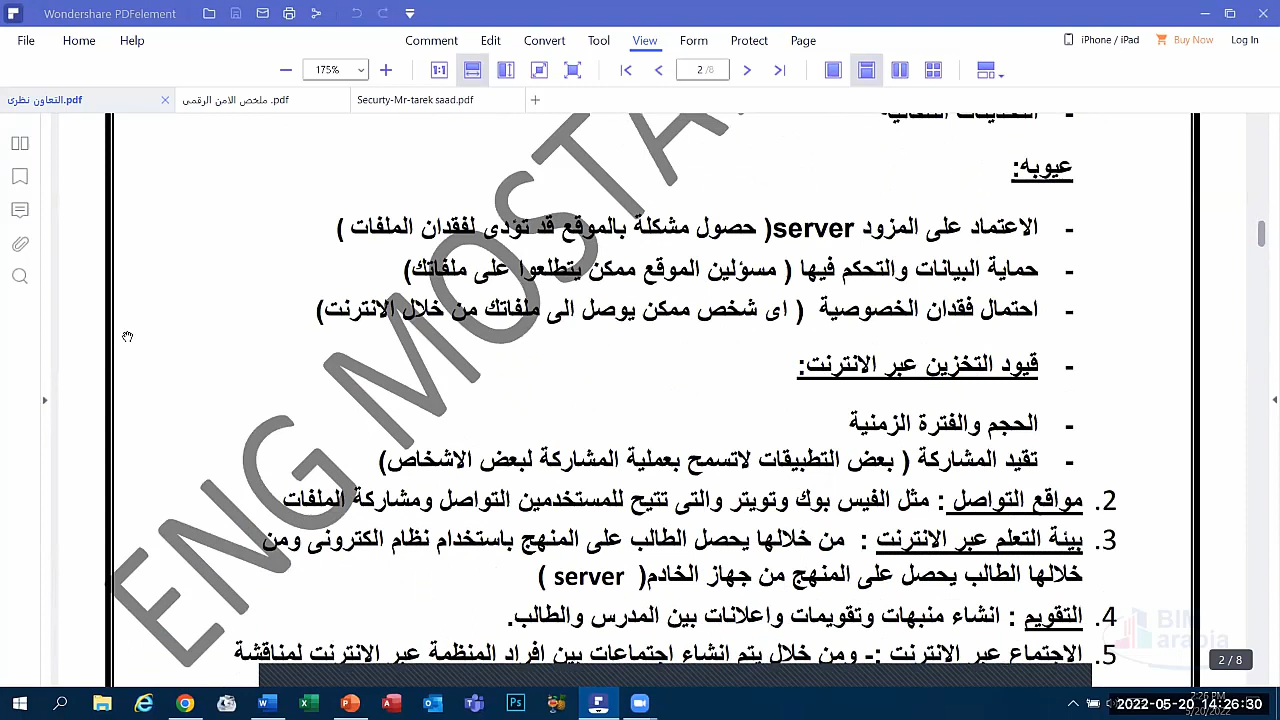 Wondershare PDFelement
File Home Help Comment Edit Convert Tool View Form Protect Page iPhone / iPad Buy Now Log In
175% 2 /8
التعاون نظرى.pdf ملخص الامن الرقمى .pdf Securty-Mr-tarek saad.pdf
عيوبه:
- الاعتماد على المزود server( حصول مشكلة بالموقع قد تؤدى لفقدان الملفات )
- حماية البيانات والتحكم فيها ( مسؤلين الموقع ممكن يتطلعوا على ملفاتك)
- احتمال فقدان الخصوصية ( اى شخص ممكن يوصل الى ملفاتك من خلال الانترنت)
- قيود التخزين عبر الانترنت:
- الحجم والفترة الزمنية
- تقيد المشاركة ( بعض التطبيقات لاتسمح بعملية المشاركة لبعض الاشخاص)
2. مواقع التواصل : مثل الفيس بوك وتويتر والتى تتيح للمستخدمين التواصل ومشاركة الملفات
3. بيئة التعلم عبر الانترنت : من خلالها يحصل الطالب على المنهج باستخدام نظام الكترونى ومن
خلالها الطالب يحصل على المنهج من جهاز الخادم( server )
4. التقويم : انشاء منبهات وتقويمات واعلانات بين المدرس والطالب.
5. الاجتماع عبر الانترنت :- ومن خلال يتم انشاء اجتماعات بين افراد المنظمة عبر الانترنت لمناقشة
ENG MOSTA
BIM
arabia
2 / 8
7:26 PM
2022-05-20 14:26:30